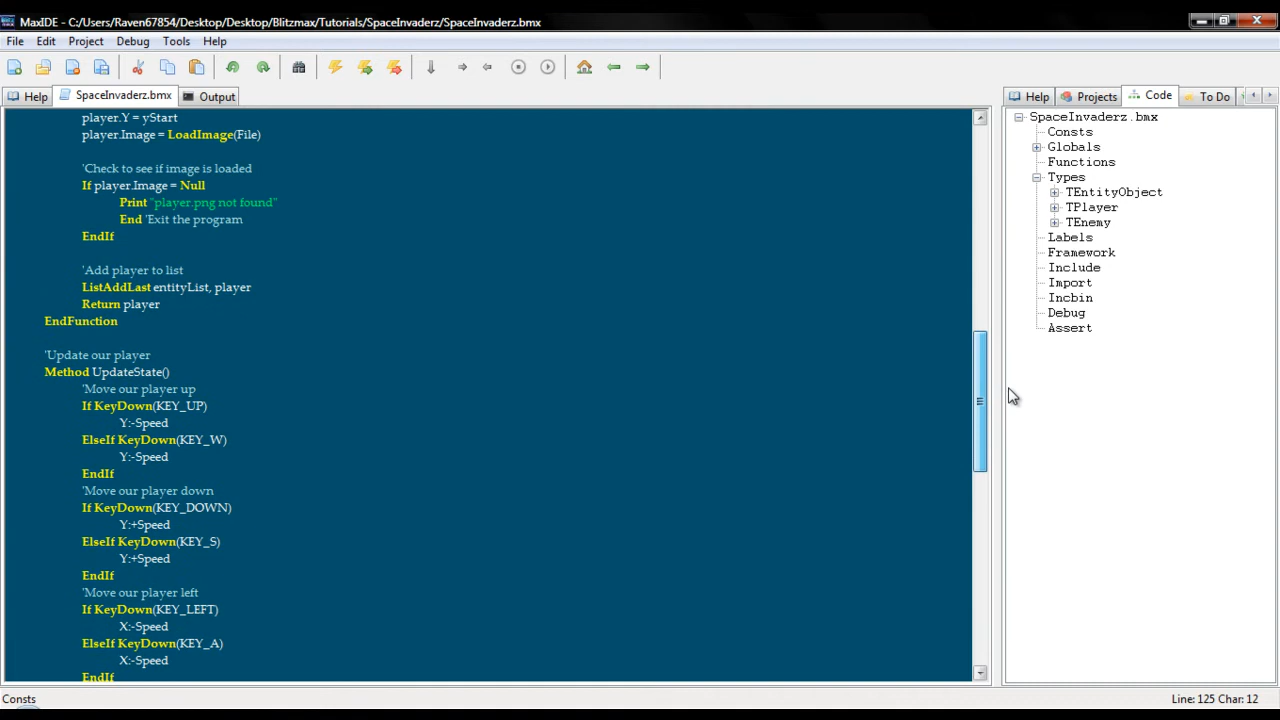 MaxIDE - C:/Users/Raven67854/Desktop/Desktop/Blitzmax/Tutorials/SpaceInvaderz/SpaceInvaderz.bmx
File Edit Project Debug Tools Help
Help SpaceInvaderz.bmx Output
player.Y = yStart
player.Image = LoadImage(File)
'Check to see if image is loaded
If player.Image = Null
Print "player.png not found"
End 'Exit the program
EndIf
'Add player to list
ListAddLast entityList, player
Return player
EndFunction
'Update our player
Method UpdateState()
'Move our player up
If KeyDown(KEY_UP)
Y:-Speed
ElseIf KeyDown(KEY_W)
Y:-Speed
EndIf
'Move our player down
If KeyDown(KEY_DOWN)
Y:+Speed
ElseIf KeyDown(KEY_S)
Y:+Speed
EndIf
'Move our player left
If KeyDown(KEY_LEFT)
X:-Speed
ElseIf KeyDown(KEY_A)
X:-Speed
EndIf
Help Projects Code To Do
SpaceInvaderz.bmx
Consts
Globals
Functions
Types
TEntityObject
TPlayer
TEnemy
Labels
Framework
Include
Import
Incbin
Debug
Assert
Consts
Line:125 Char:12